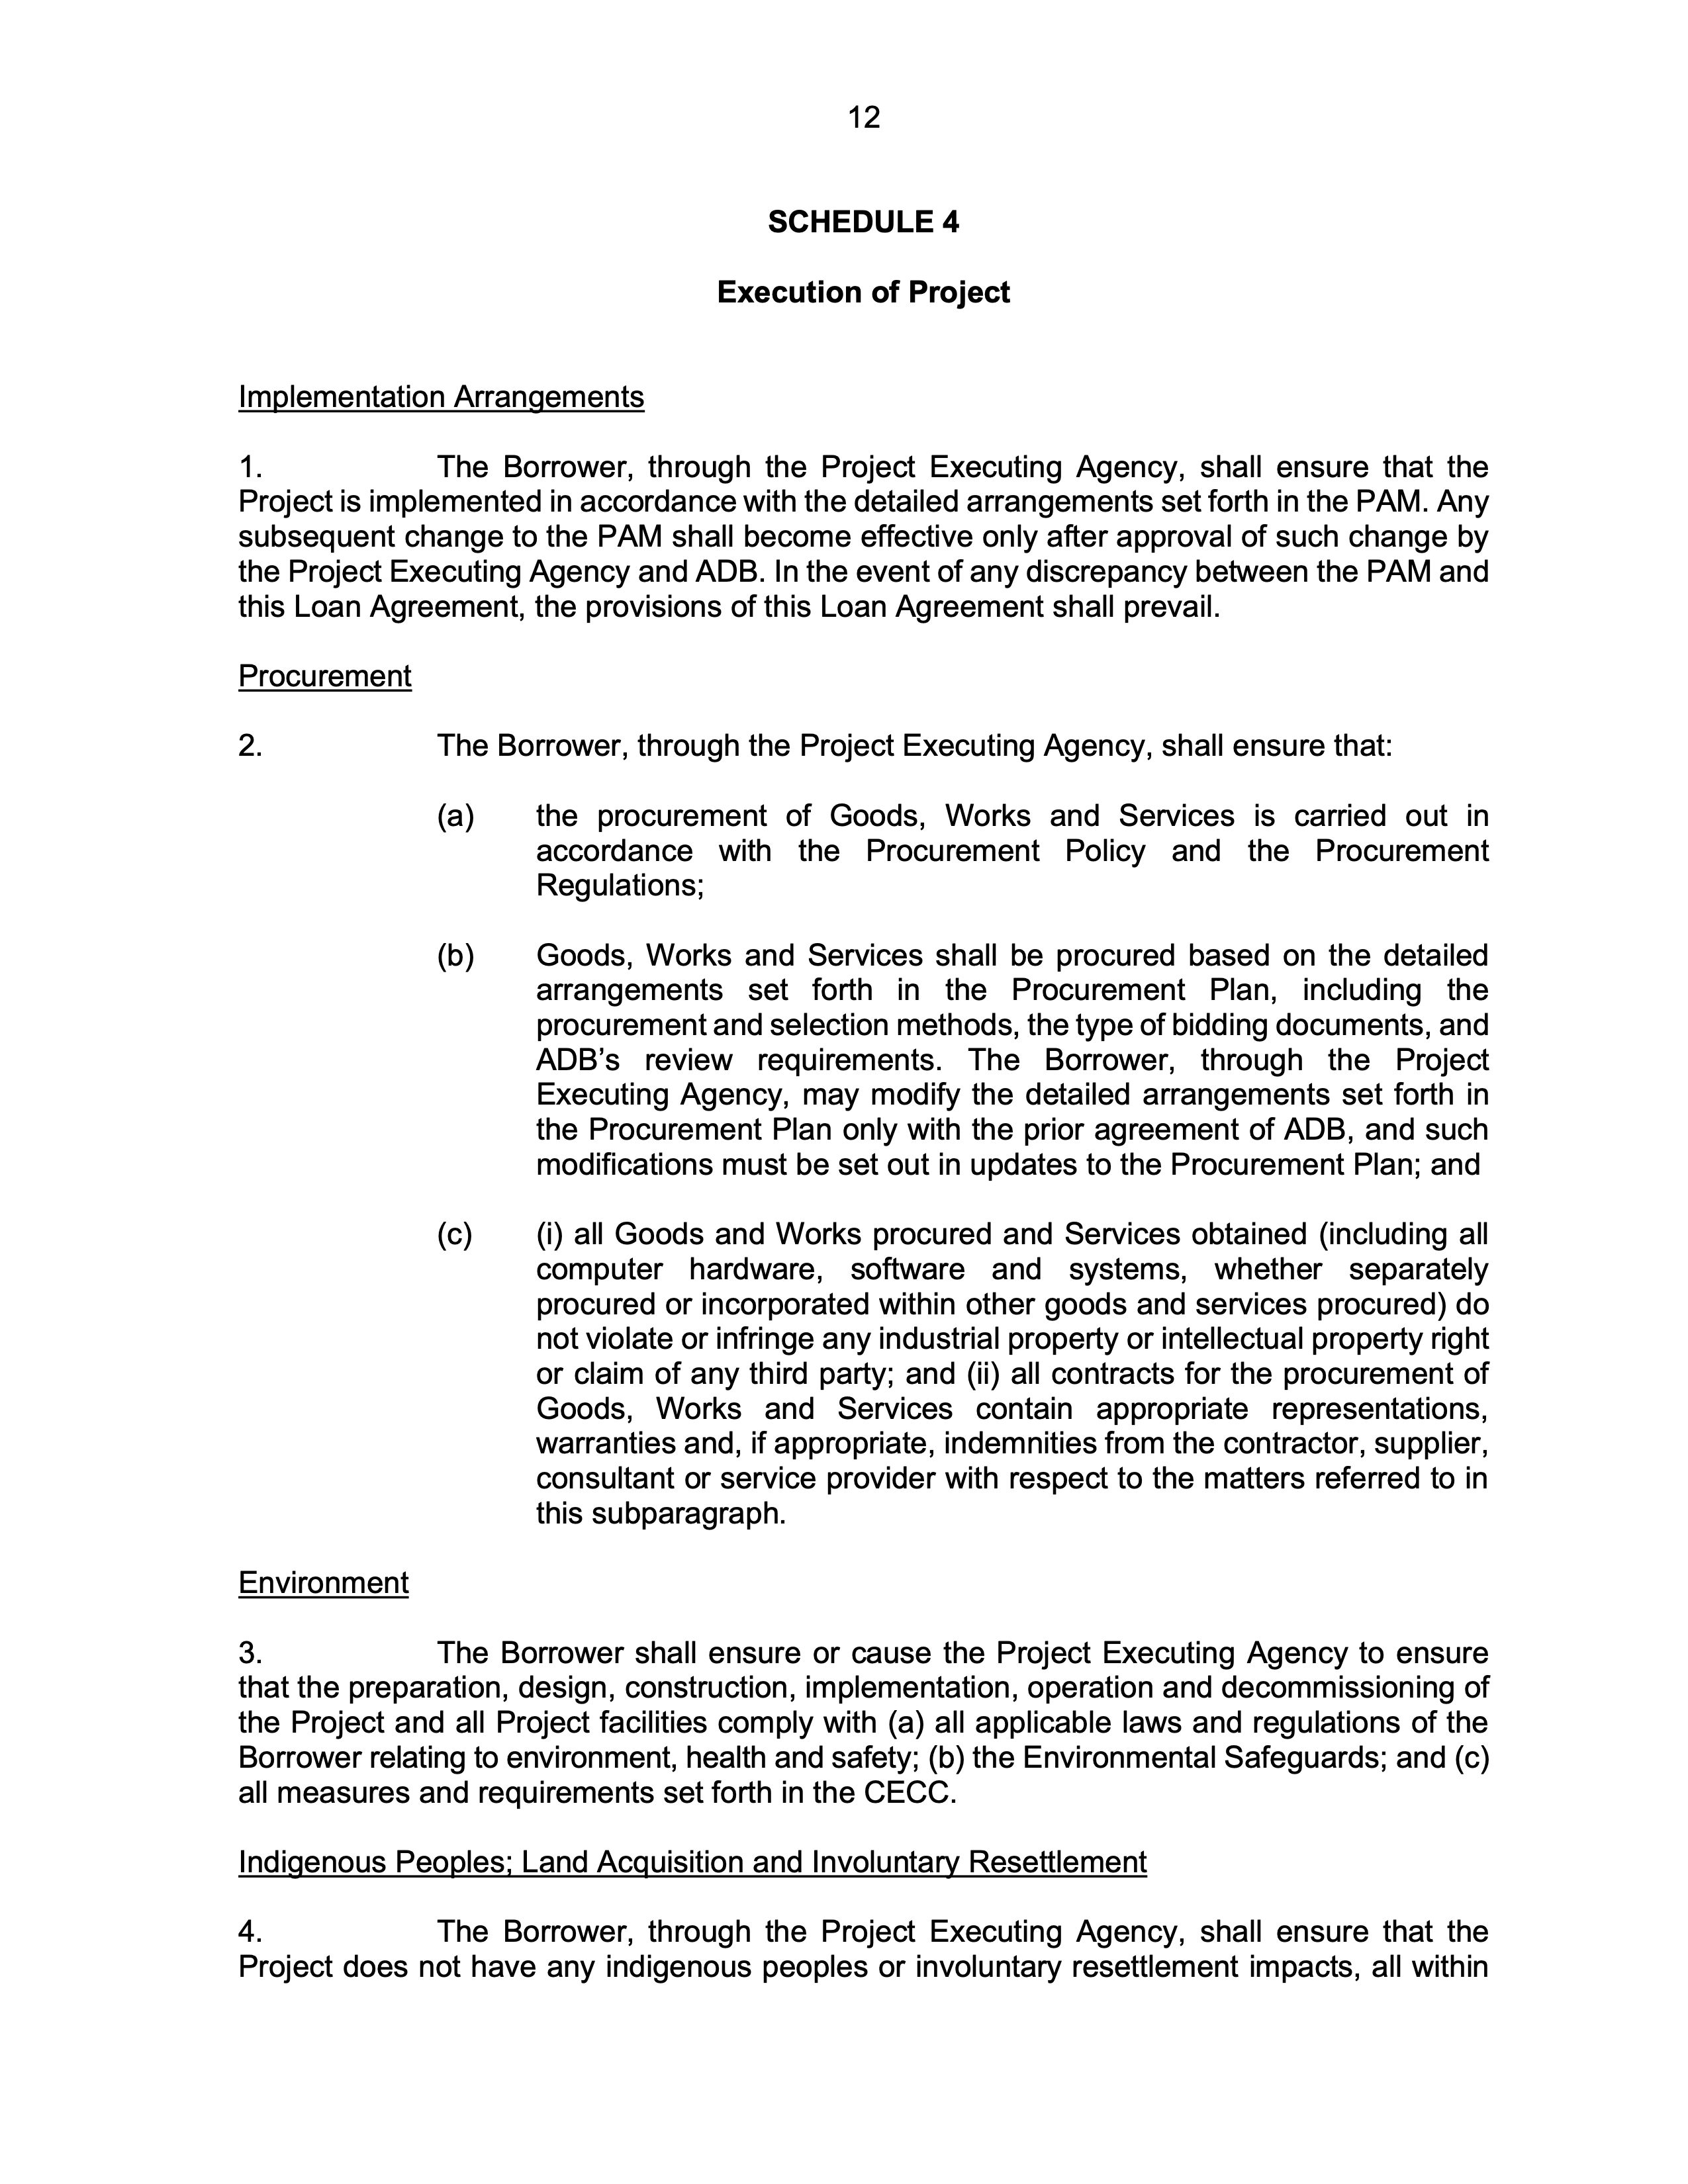 12
SCHEDULE 4
Execution of Project
Implementation Arrangements
1. The Borrower, through the Project Executing Agency, shall ensure that the
Project is implemented in accordance with the detailed arrangements set forth in the PAM. Any
subsequent change to the PAM shall become effective only after approval of such change by
the Project Executing Agency and ADB. In the event of any discrepancy between the PAM and
this Loan Agreement, the provisions of this Loan Agreement shall prevail.
Procurement
2. The Borrower, through the Project Executing Agency, shall ensure that:
(a) the procurement of Goods, Works and Services is carried out in
accordance with the Procurement Policy and the Procurement
Regulations;
(b) Goods, Works and Services shall be procured based on the detailed
arrangements set forth in the Procurement Plan, including the
procurement and selection methods, the type of bidding documents, and
ADB’s review requirements. The Borrower, through the Project
Executing Agency, may modify the detailed arrangements set forth in
the Procurement Plan only with the prior agreement of ADB, and such
modifications must be set out in updates to the Procurement Plan; and
(c) (i) all Goods and Works procured and Services obtained (including all
computer hardware, software and systems, whether separately
procured or incorporated within other goods and services procured) do
not violate or infringe any industrial property or intellectual property right
or claim of any third party; and (ii) all contracts for the procurement of
Goods, Works and Services contain appropriate representations,
warranties and, if appropriate, indemnities from the contractor, supplier,
consultant or service provider with respect to the matters referred to in
this subparagraph.
Environment
3. The Borrower shall ensure or cause the Project Executing Agency to ensure
that the preparation, design, construction, implementation, operation and decommissioning of
the Project and all Project facilities comply with (a) all applicable laws and regulations of the
Borrower relating to environment, health and safety; (b) the Environmental Safeguards; and (c)
all measures and requirements set forth in the CECC.
Indigenous Peoples; Land Acquisition and Involuntary Resettlement
4. The Borrower, through the Project Executing Agency, shall ensure that the
Project does not have any indigenous peoples or involuntary resettlement impacts, all within